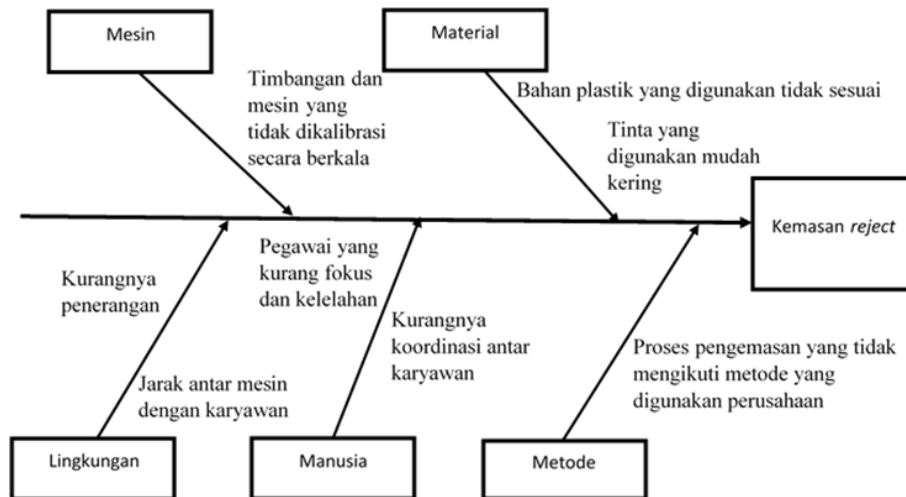 Mesin
Material
Timbangan dan
mesin yang
tidak dikalibrasi
secara berkala
Bahan plastik yang digunakan tidak sesuai
Tinta yang
digunakan mudah
kering
Kemasan reject
Kurangnya
penerangan
Pegawai yang
kurang fokus
dan kelelahan
Kurangnya
koordinasi antar
karyawan
Proses pengemasan yang tidak
mengikuti metode yang
digunakan perusahaan
Jarak antar mesin
dengan karyawan
Lingkungan
Manusia
Metode